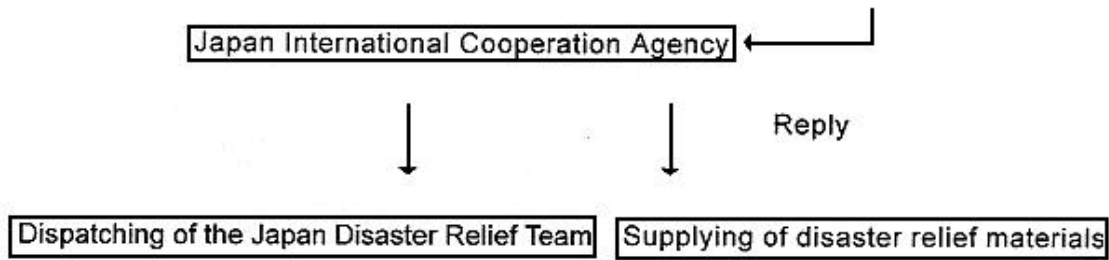 Japan International Cooperation Agency
Reply
Dispatching of the Japan Disaster Relief Team
Supplying of disaster relief materials